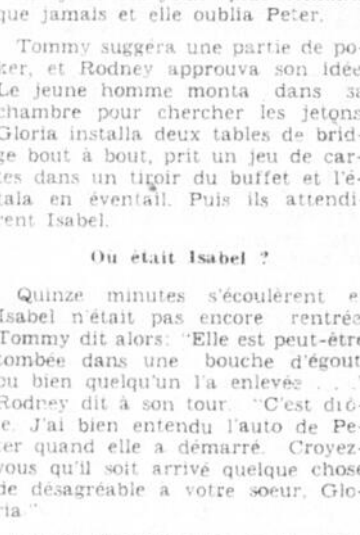 que jamais et elle oublia Peter.
Tommy suggéra une partie de po-
ker, et Rodney approuva son idée
Le jeune homme monta dans sa
chambre pour chercher les jetons
Gloria installa deux tables de brid-
ge bout à bout, prit un jeu de car-
tes dans un tiroir du buffet et l'é-
tala en éventail. Puis ils attendi-
rent Isabel.
Où était Isabel ?
Quinze minutes s'écoulèrent e
Isabel n'était pas encore rentrée
Tommy dit alors: "Elle est peut-être
tombée dans une bouche d'égout
ou bien quelqu'un l'a enlevée . . .
Rodney dit à son tour. "C'est drô-
le. J'ai bien entendu l'auto de Pe-
ter quand elle a démarré. Croyez-
vous qu'il soit arrivé quelque chose
de désagréable a votre soeur, Glo-
ria"